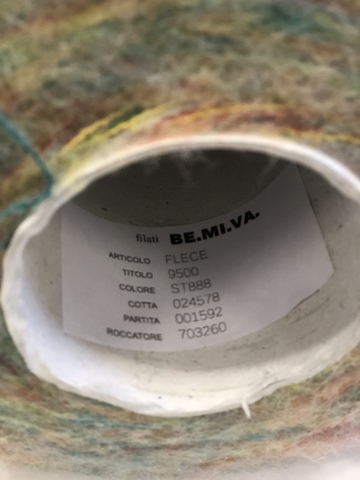 filati BE.MI.VA.
ARTICOLO FLECE
TITOLO 9500
COLORE ST888
COTTA 024578
PARTITA 001592
ROCCATORE 703260